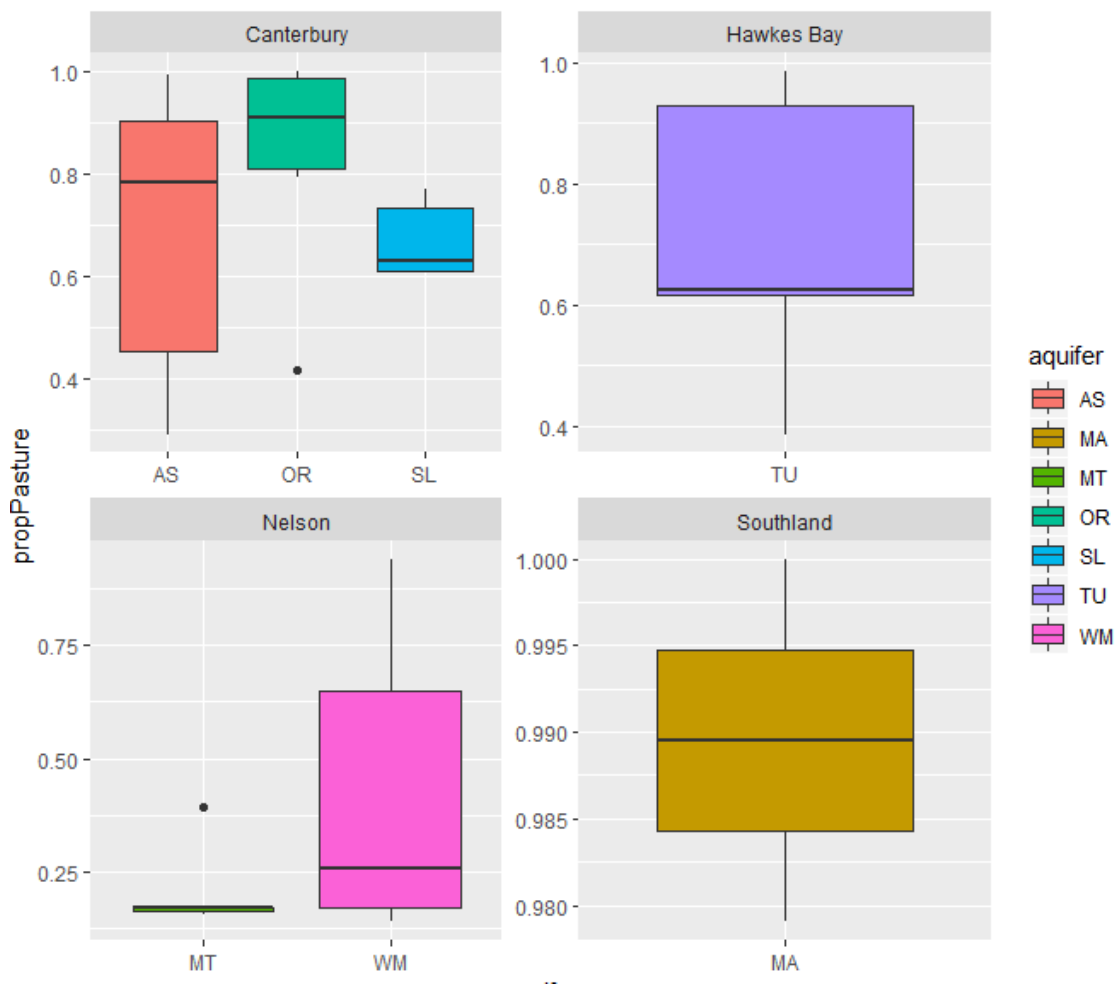 Canterbury
Hawkes Bay
1.0
0.8
0.6
0.4
AS OR SL
1.0
0.8
0.6
0.4
TU
propPasture
Nelson
Southland
0.75
0.50
0.25
MT WM
1.000
0.995
0.990
0.985
0.980
MA
aquifer
AS
MA
MT
OR
SL
TU
WM